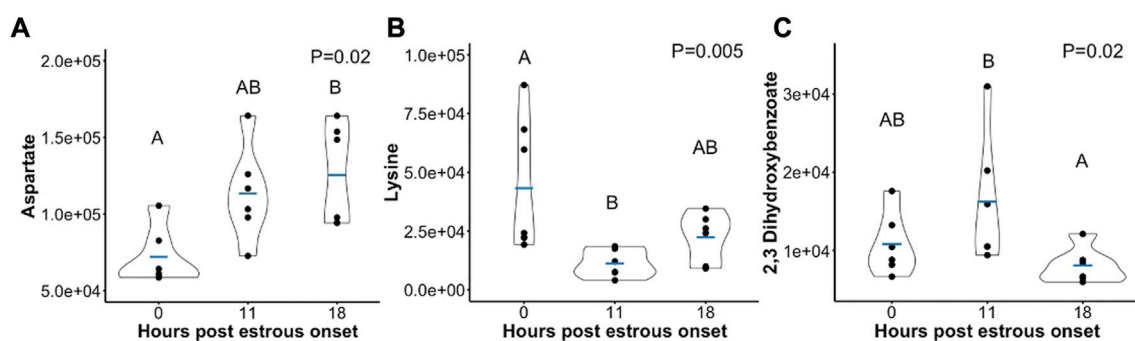 A
Aspartate
2.0e+05
1.5e+05
1.0e+05
5.0e+04
P=0.02
A
AB
B
0
11
18
Hours post estrous onset
B
Lysine
1.0e+05
7.5e+04
5.0e+04
2.5e+04
0.0e+00
P=0.005
A
B
AB
0
11
18
Hours post estrous onset
C
2,3 Dihydroxybenzoate
3e+04
2e+04
1e+04
P=0.02
AB
B
A
0
11
18
Hours post estrous onset